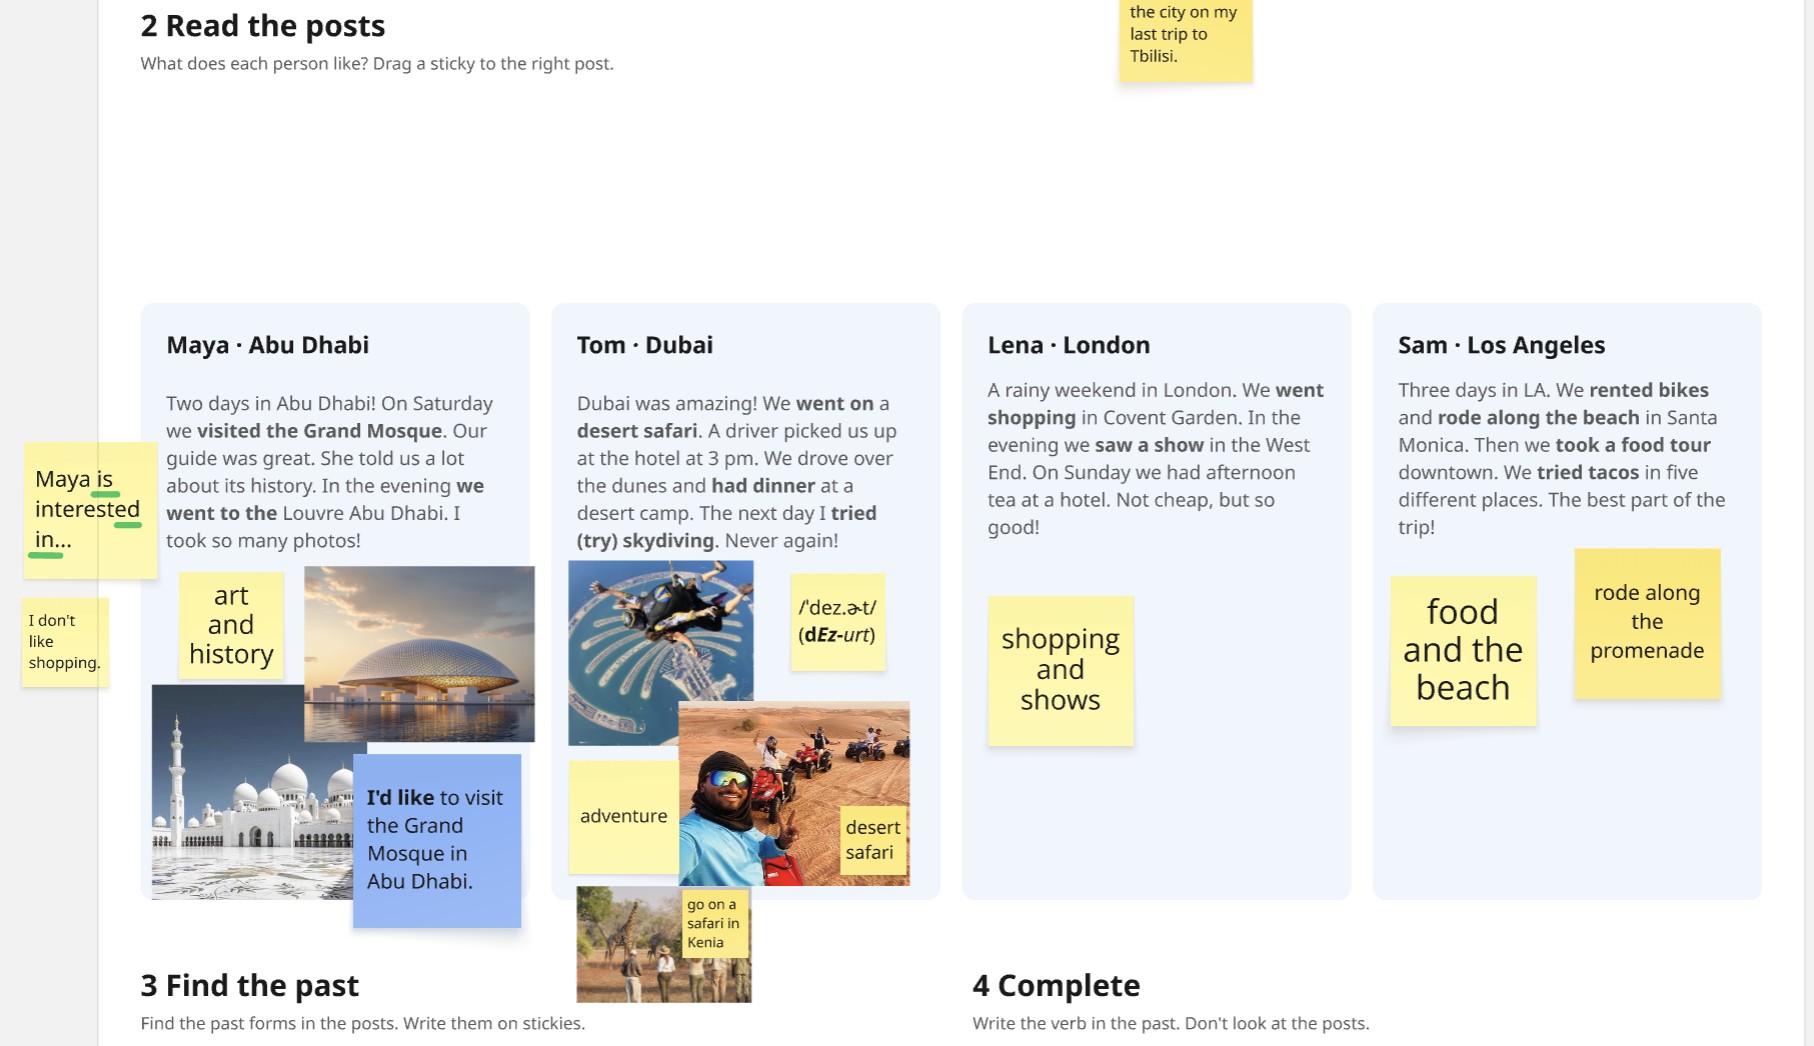 2 Read the posts
What does each person like? Drag a sticky to the right post.
the city on my
last trip to
Tbilisi.
Maya · Abu Dhabi
Two days in Abu Dhabi! On Saturday
we visited the Grand Mosque. Our
guide was great. She told us a lot
about its history. In the evening we
went to the Louvre Abu Dhabi. I
took so many photos!
Maya is
interested
in...
I don't
like
shopping.
art
and
history
I'd like to visit
the Grand
Mosque in
Abu Dhabi.
Tom · Dubai
Dubai was amazing! We went on a
desert safari. A driver picked us up
at the hotel at 3 pm. We drove over
the dunes and had dinner at a
desert camp. The next day I tried
(try) skydiving. Never again!
/ˈdez.ɚt/
(dEz-urt)
adventure
desert
safari
go on a
safari in
Kenia
Lena · London
A rainy weekend in London. We went
shopping in Covent Garden. In the
evening we saw a show in the West
End. On Sunday we had afternoon
tea at a hotel. Not cheap, but so
good!
shopping
and
shows
Sam · Los Angeles
Three days in LA. We rented bikes
and rode along the beach in Santa
Monica. Then we took a food tour
downtown. We tried tacos in five
different places. The best part of the
trip!
food
and the
beach
rode along
the
promenade
3 Find the past
Find the past forms in the posts. Write them on stickies.
4 Complete
Write the verb in the past. Don't look at the posts.